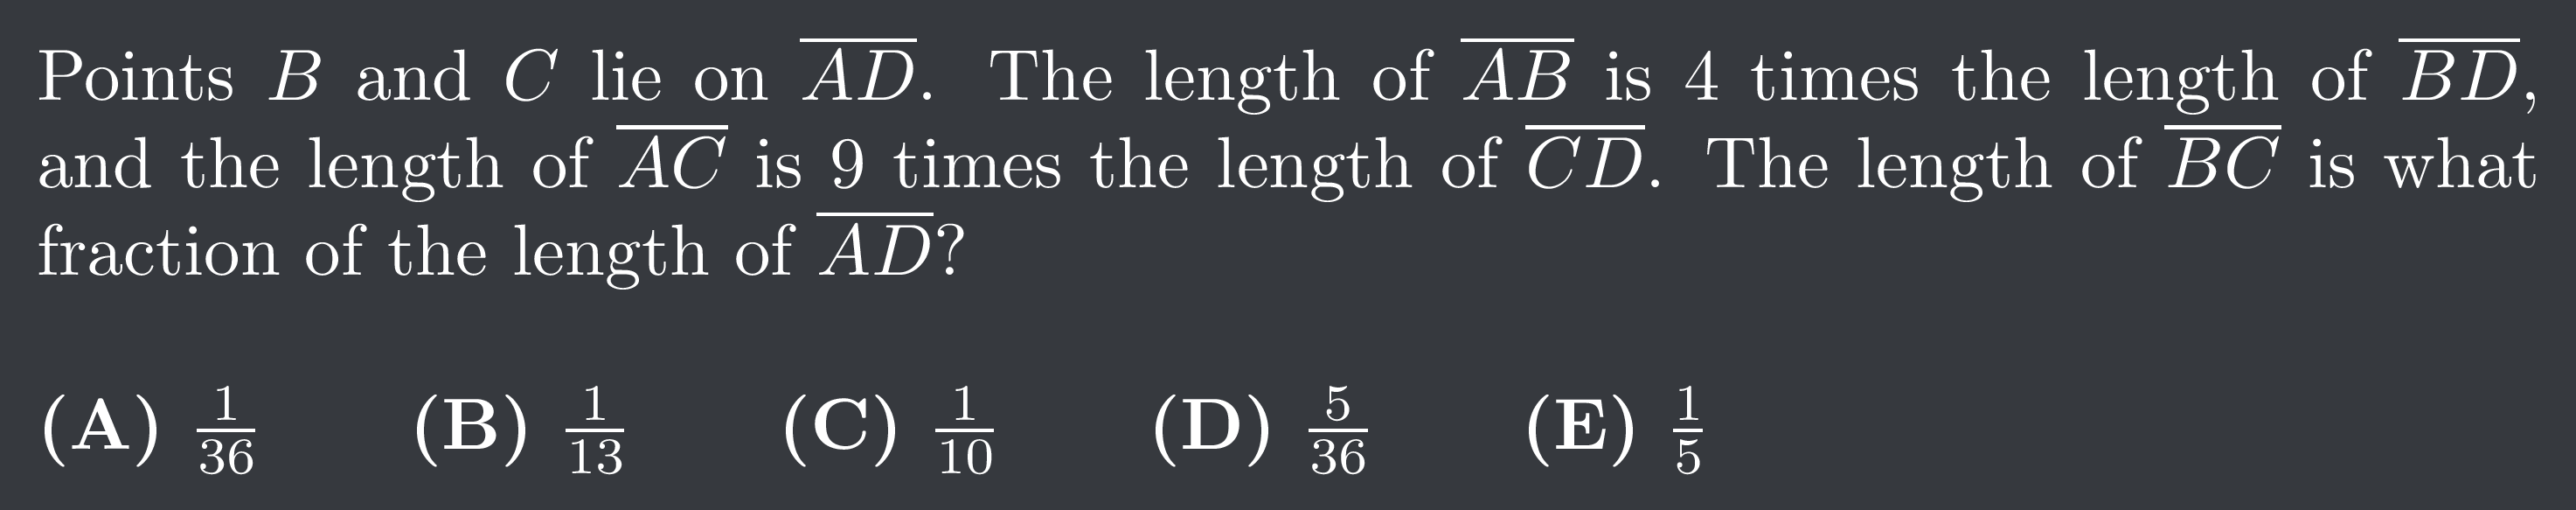 Points $B$ and $C$ lie on $\overline{AD}$. The length of $\overline{AB}$ is 4 times the length of $\overline{BD}$,
and the length of $\overline{AC}$ is 9 times the length of $\overline{CD}$. The length of $\overline{BC}$ is what
fraction of the length of $\overline{AD}$?
(A) $\frac{1}{36}$ (B) $\frac{1}{13}$ (C) $\frac{1}{10}$ (D) $\frac{5}{36}$ (E) $\frac{1}{5}$